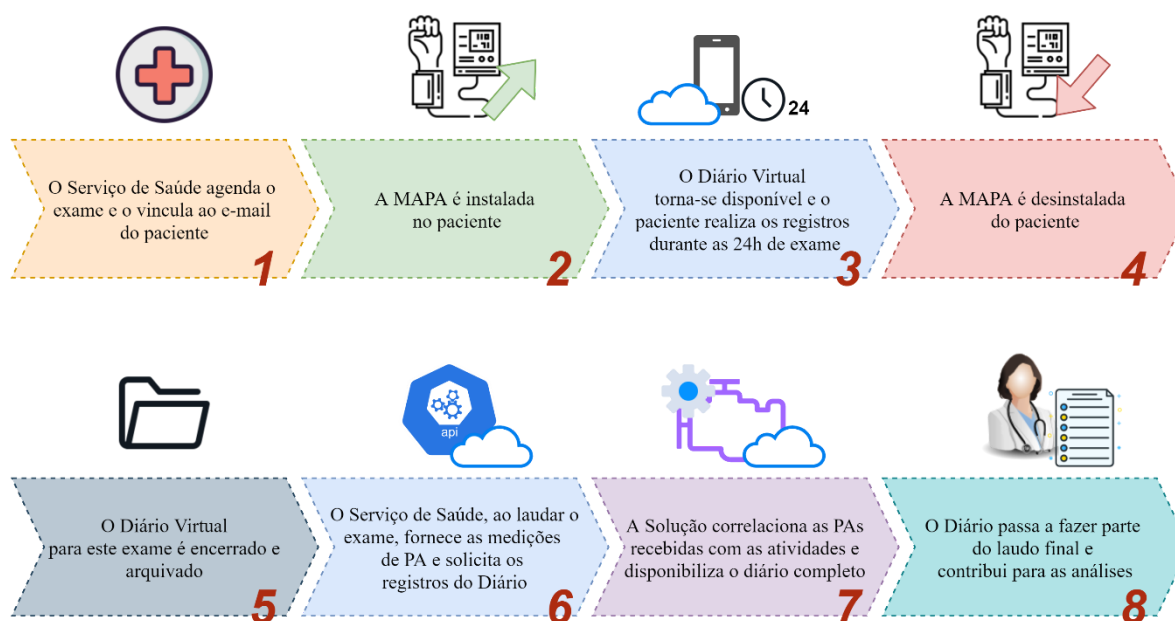 24
O Serviço de Saúde agenda o
exame e o vincula ao e-mail
do paciente
1
A MAPA é instalada
no paciente
2
O Diário Virtual
torna-se disponível e o
paciente realiza os registros
durante as 24h de exame
3
A MAPA é desinstalada
do paciente
4
api
O Diário Virtual
para este exame é encerrado e
arquivado
5
O Serviço de Saúde, ao laudar o
exame, fornece as medições
de PA e solicita os
registros do Diário
6
A Solução correlaciona as PAs
recebidas com as atividades e
disponibiliza o diário completo
7
O Diário passa a fazer parte
do laudo final e
contribui para as análises
8